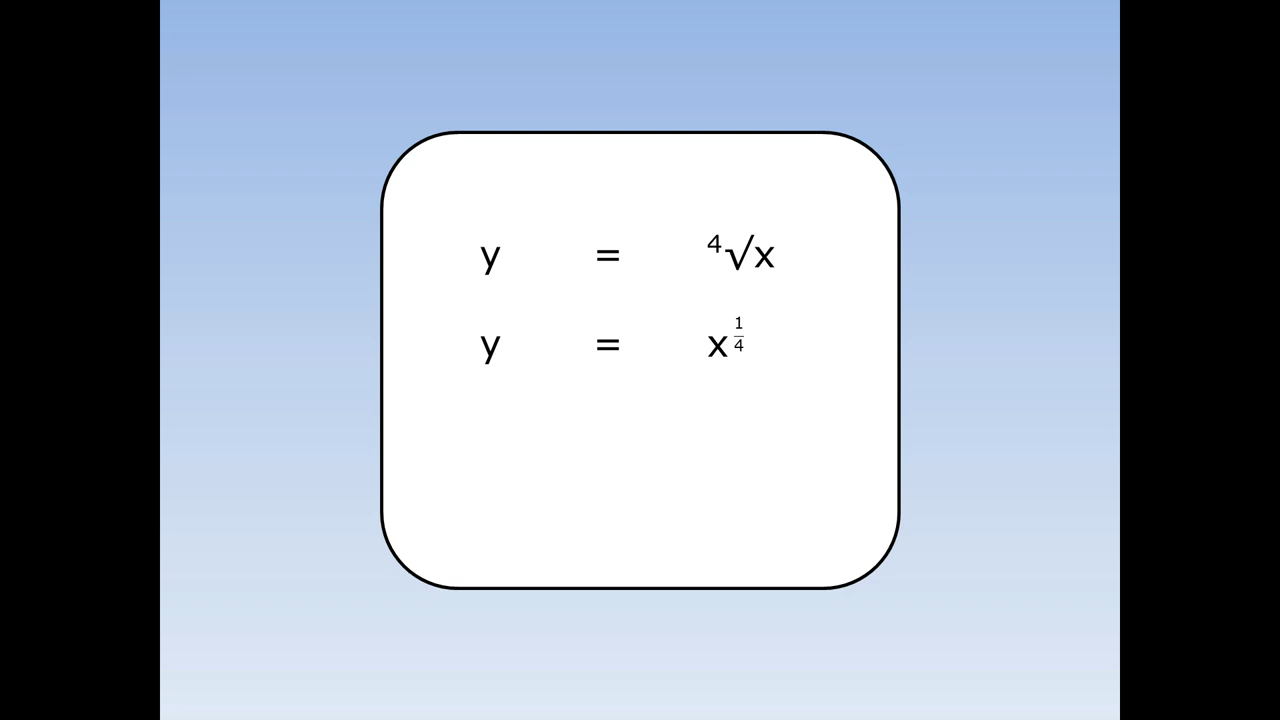 y = ⁴√x
y = x^(1/4)